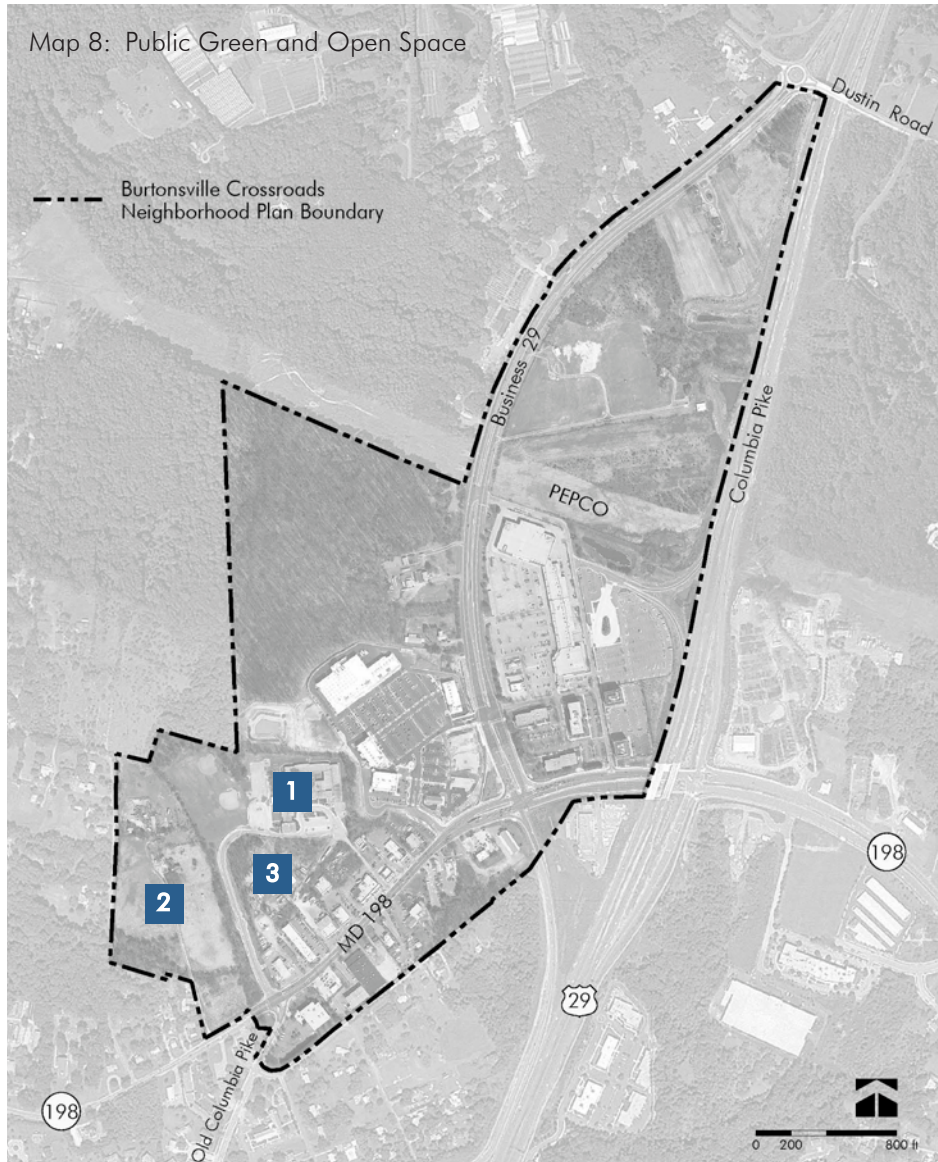 Map 8: Public Green and Open Space
Dustin Road
Burtonsville Crossroads
Neighborhood Plan Boundary
Business 29
Columbia Pike
PEPCO
1
2
3
MD 198
198
29
Old Columbia Pike
198
0 200 800 ft